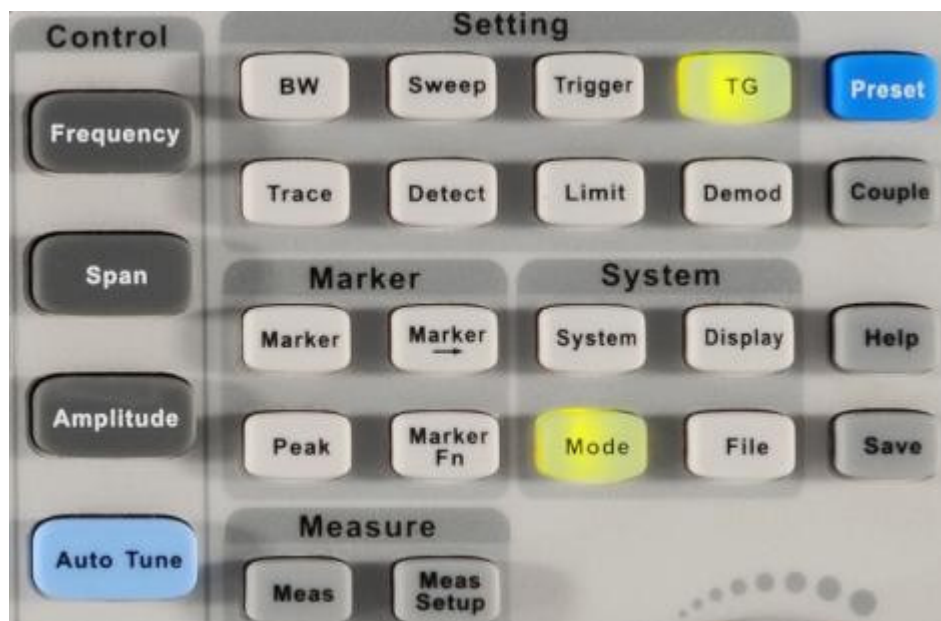 Control
Frequency
Span
Amplitude
Auto Tune
Setting
BW
Sweep
Trigger
TG
Preset
Trace
Detect
Limit
Demod
Couple
Marker
Marker
Marker
Peak
Marker
Fn
System
System
Display
Help
Mode
File
Save
Measure
Meas
Meas
Setup